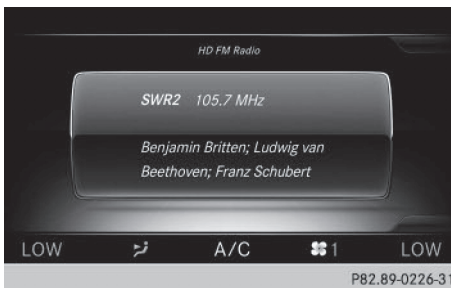 HD FM Radio
SWR2 105.7 MHz
Benjamin Britten; Ludwig van
Beethoven; Franz Schubert
LOW A/C 1 LOW
P82.89-0226-31